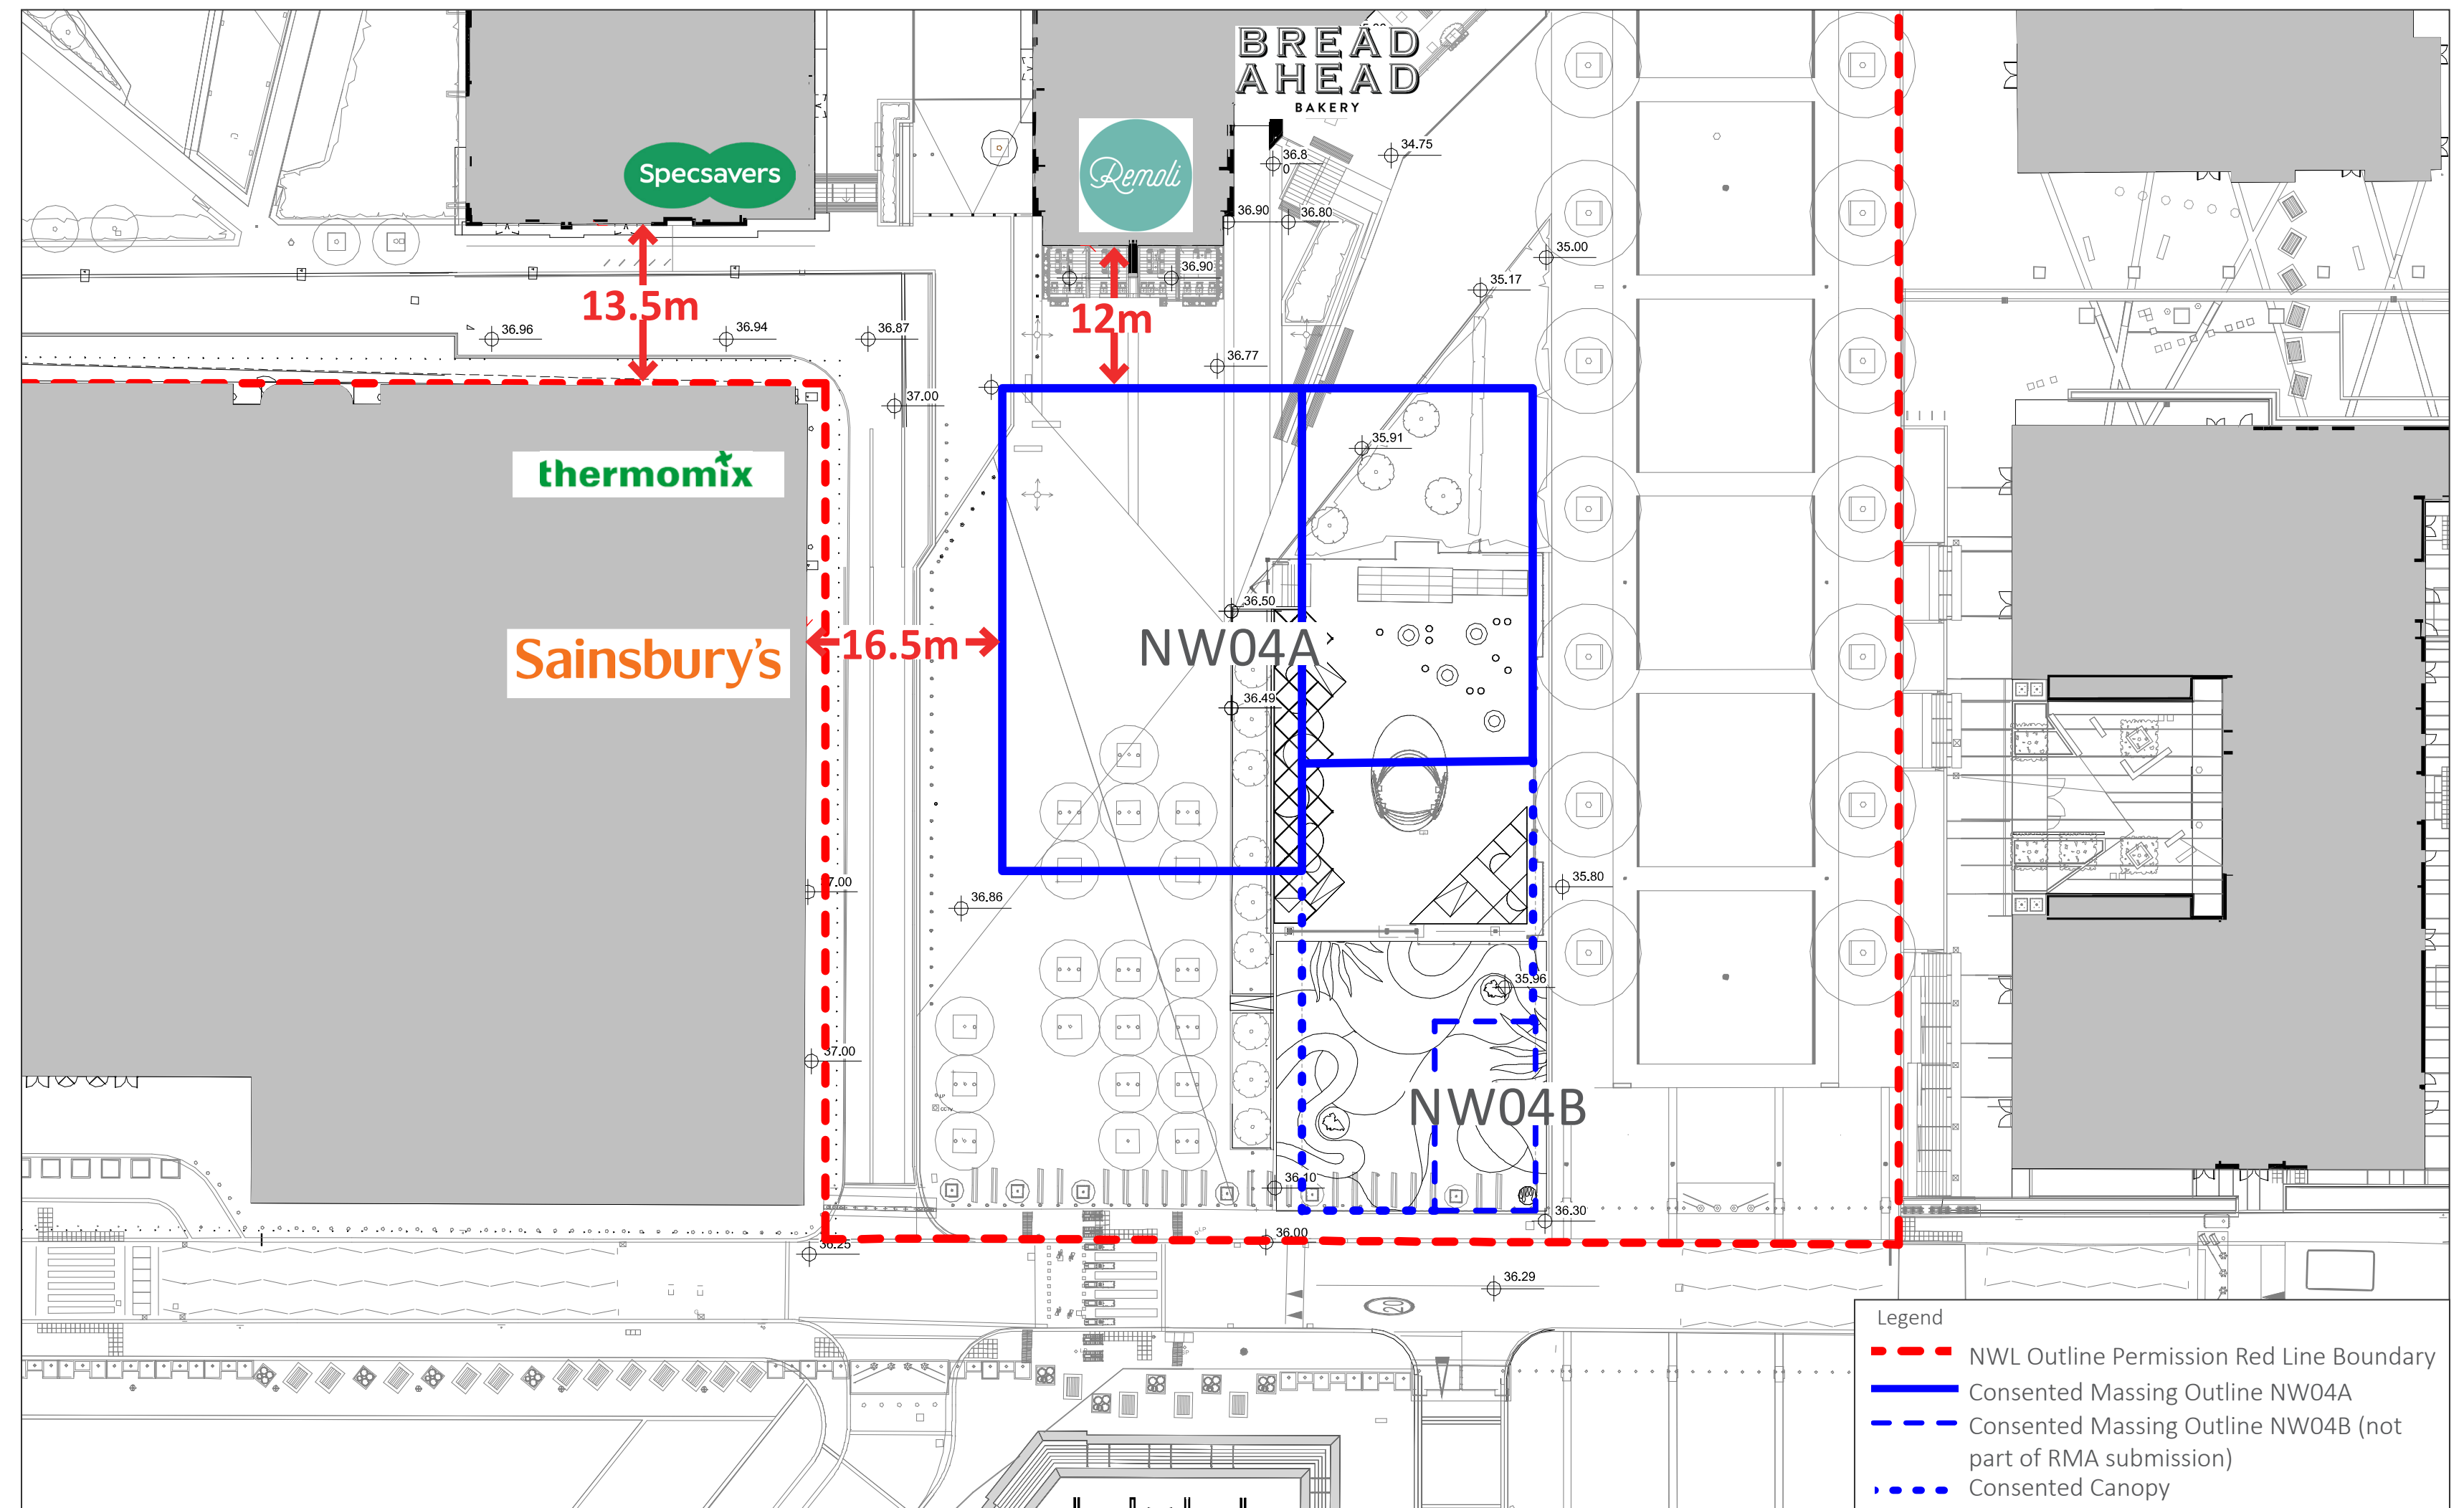 BREAD
AHEAD
BAKERY
Specsavers
Remoli
34.75
36.8
0
36.90
36.80
35.00
36.90
35.17
13.5m
12m
36.96
36.94
36.87
36.77
37.00
35.91
thermomix
36.50
NW04A
16.5m
Sainsbury's
36.49
37.00
35.80
36.86
35.96
37.00
NW04B
36.10
36.30
36.00
36.25
36.29
20
Legend
NWL Outline Permission Red Line Boundary
Consented Massing Outline NW04A
Consented Massing Outline NW04B (not
part of RMA submission)
Consented Canopy